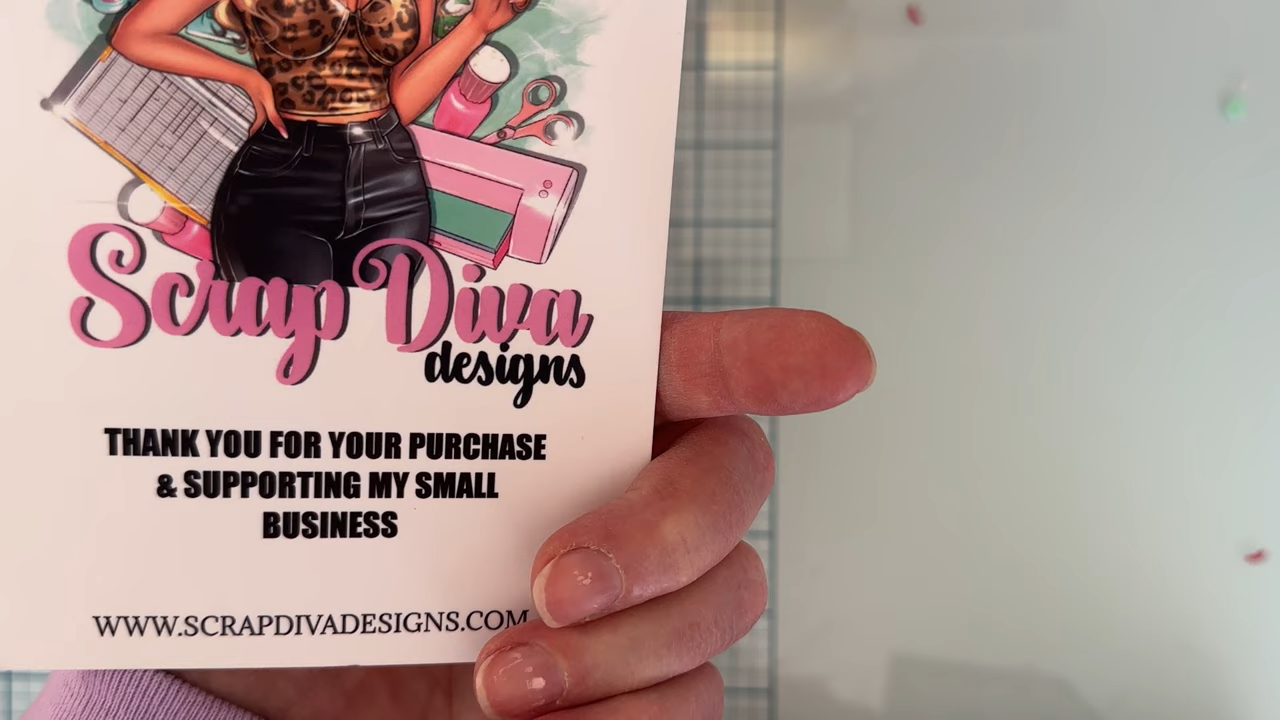 Scrap Diva
designs
THANK YOU FOR YOUR PURCHASE
& SUPPORTING MY SMALL
BUSINESS
WWW.SCRAPDIVADESIGNS.COM